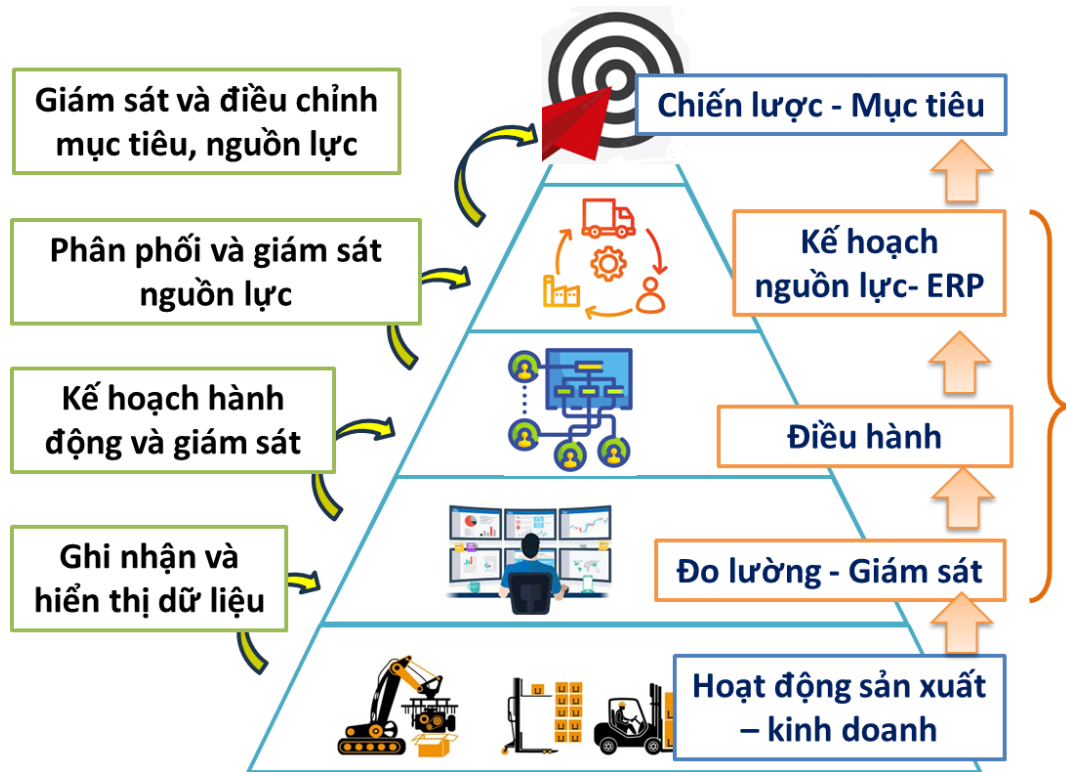 Giám sát và điều chỉnh
mục tiêu, nguồn lực
Chiến lược - Mục tiêu
Phân phối và giám sát
nguồn lực
Kế hoạch
nguồn lực- ERP
Kế hoạch hành
động và giám sát
Điều hành
Ghi nhận và
hiển thị dữ liệu
Đo lường - Giám sát
Hoạt động sản xuất
– kinh doanh